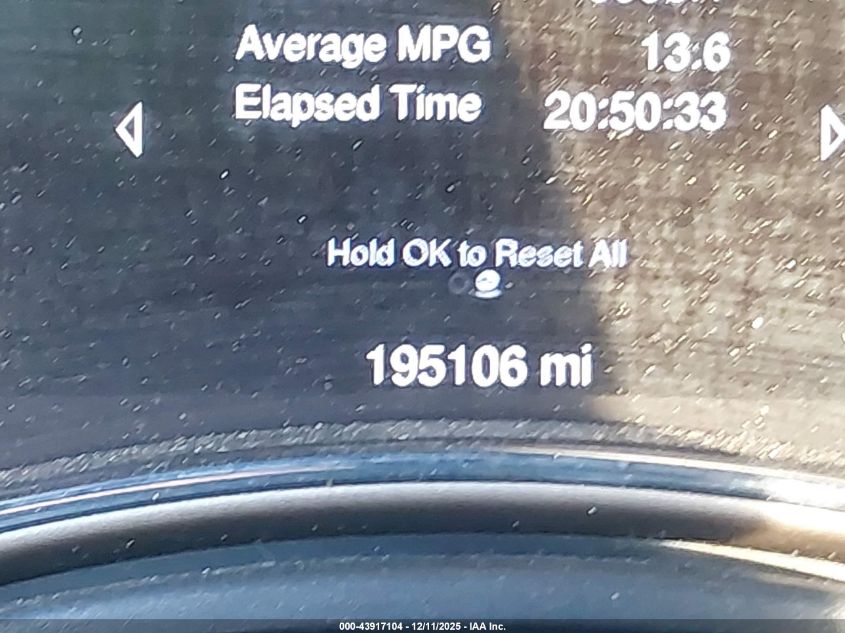 Average MPG 13.6
Elapsed Time 20:50:33
Hold OK to Reset All
195106 mi
000-43917104 - 12/11/2025 - IAA Inc.